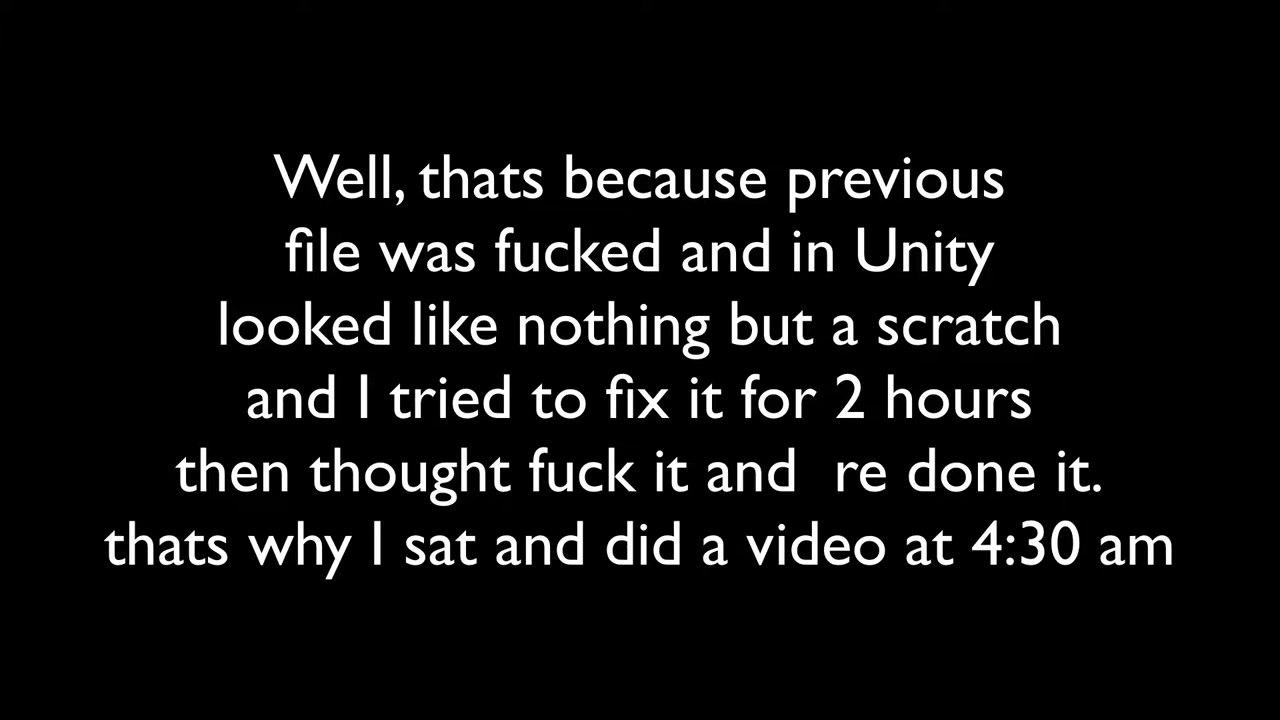 Well, thats because previous
file was fucked and in Unity
looked like nothing but a scratch
and I tried to fix it for 2 hours
then thought fuck it and  re done it.
thats why I sat and did a video at 4:30 am